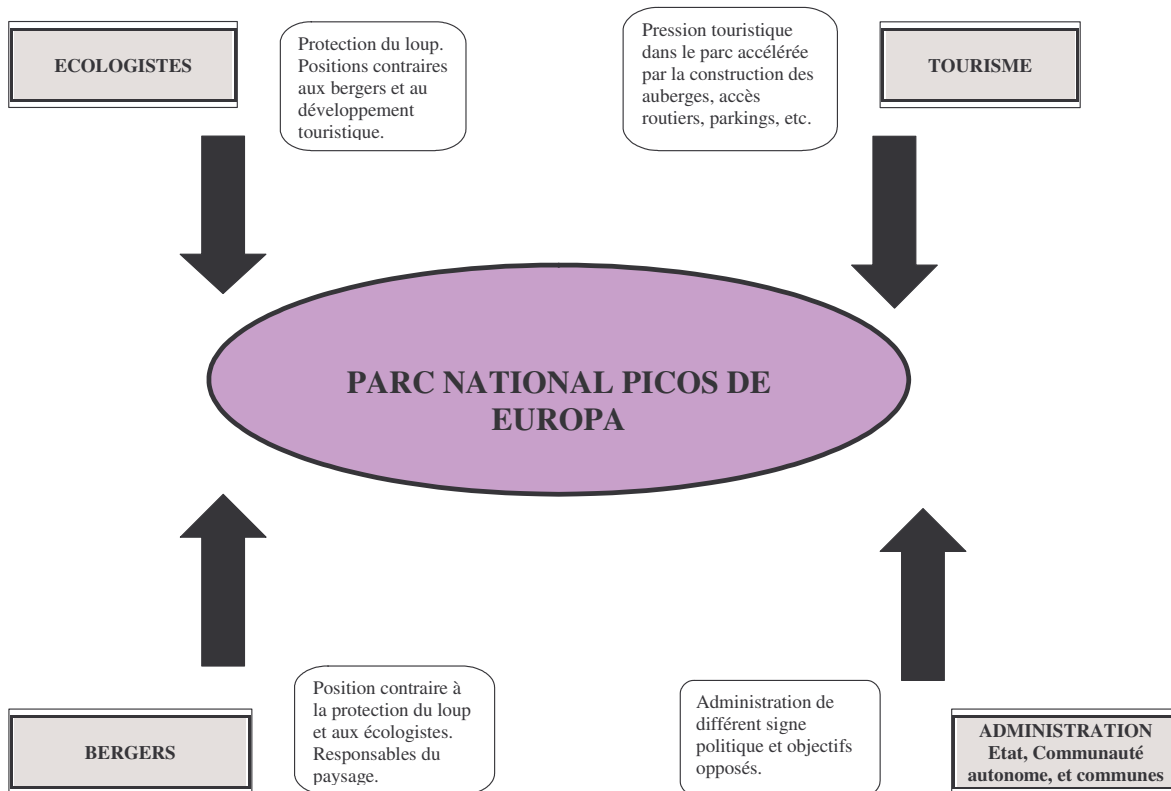 ECOLOGISTES
Protection du loup.
Positions contraires
aux bergers et au
développement
touristique.
Pression touristique
dans le parc accélérée
par la construction des
auberges, accès
routiers, parkings, etc.
TOURISME
PARC NATIONAL PICOS DE
EUROPA
BERGERS
Position contraire à
la protection du loup
et aux écologistes.
Responsables du
paysage.
Administration de
différent signe
politique et objectifs
opposés.
ADMINISTRATION
Etat, Communauté
autonome, et communes